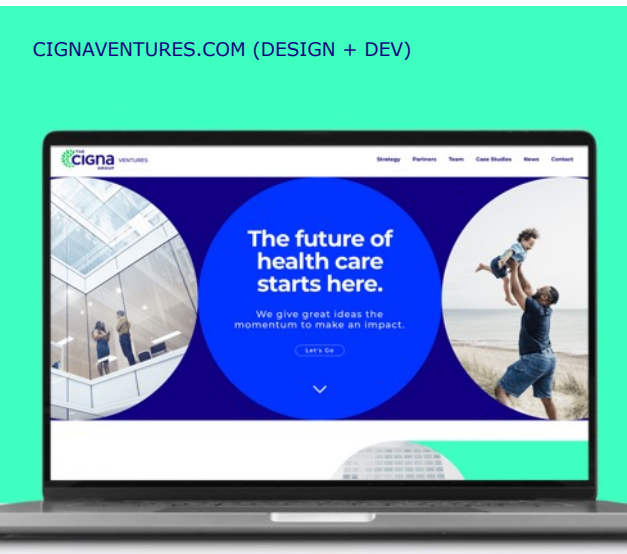 CIGNAVENTURES.COM (DESIGN + DEV)
THE
Cigna VENTURES
GROUP
Strategy Partners Team Case Studies News Contact
The future of
health care
starts here.
We give great ideas the
momentum to make an impact.
Let's Go